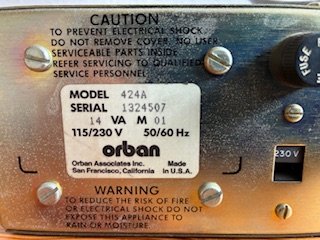 CAUTION
TO PREVENT ELECTRICAL SHOCK
DO NOT REMOVE COVER. NO USER
SERVICEABLE PARTS INSIDE.
REFER SERVICING TO QUALIFIED
SERVICE PERSONNEL.
MODEL 424A
SERIAL 1324507
14 VA M 01
115/230 V 50/60 Hz
orban
Orban Associates Inc. Made
San Francisco, California in U.S.A.
FUSE
230V
WARNING
TO REDUCE THE RISK OF FIRE
OR ELECTRICAL SHOCK DO NOT
EXPOSE THIS APPLIANCE TO
RAIN OR MOISTURE.